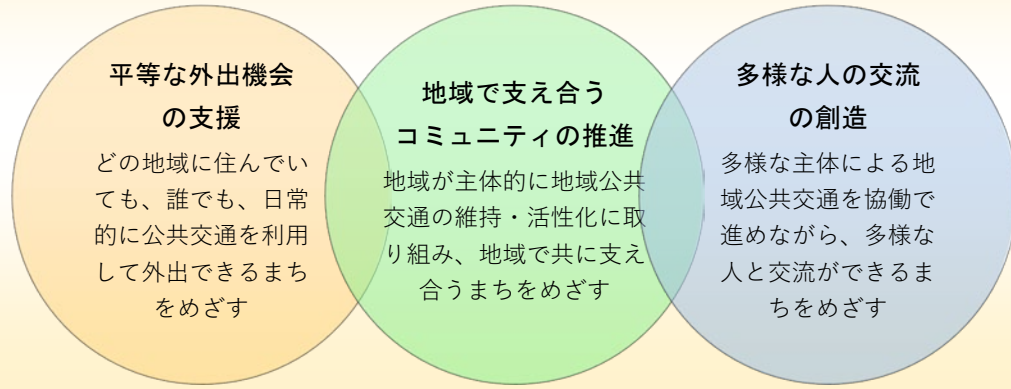 平等な外出機会
の支援
どの地域に住んでい
ても、誰でも、日常
的に公共交通を利用
して外出できるまち
をめざす
地域で支え合う
コミュニティの推進
地域が主体的に地域公共
交通の維持・活性化に取
り組み、地域で共に支え
合うまちをめざす
多様な人の交流
の創造
多様な主体による地
域公共交通を協働で
進めながら、多様な
人と交流ができるま
ちをめざす